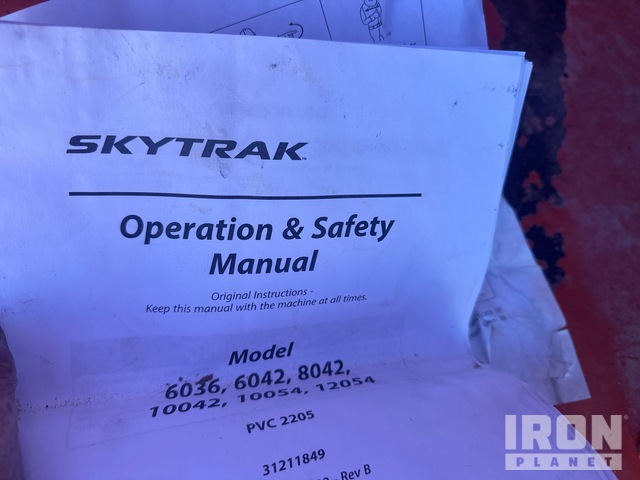 SKYTRAK™
Operation & Safety
Manual
Original Instructions -
Keep this manual with the machine at all times.
Model
6036, 6042, 8042,
10042, 10054, 12054
PVC 2205
31211849
- Rev B
IRON
PLANET